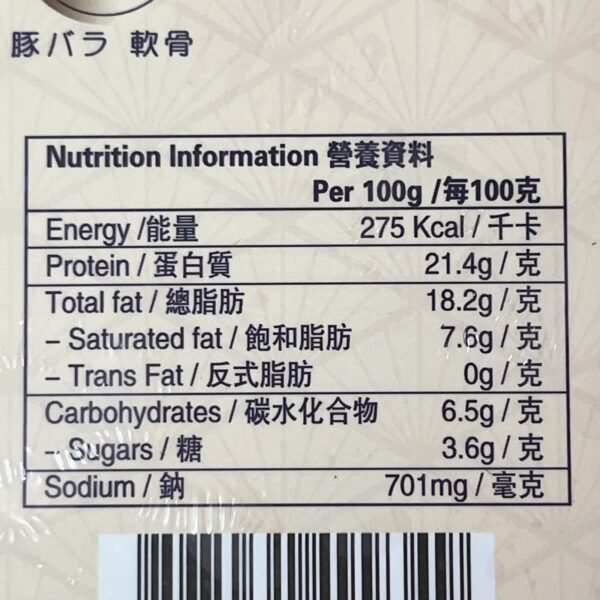 豚バラ 軟骨
Nutrition Information 營養資料
Per 100g /每100克
Energy /能量 275 Kcal / 千卡
Protein / 蛋白質 21.4g / 克
Total fat / 總脂肪 18.2g / 克
– Saturated fat / 飽和脂肪 7.6g / 克
– Trans Fat / 反式脂肪 0g / 克
Carbohydrates / 碳水化合物 6.5g / 克
– Sugars / 糖 3.6g / 克
Sodium / 鈉 701mg / 毫克